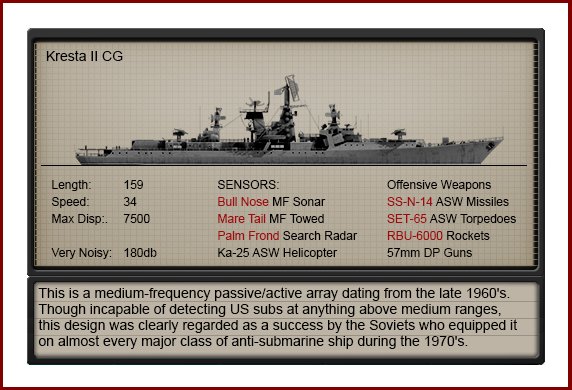 Kresta II CG
Length: 159 SENSORS: Offensive Weapons
Speed: 34 Bull Nose MF Sonar SS-N-14 ASW Missiles
Max Disp:. 7500 Mare Tail MF Towed SET-65 ASW Torpedoes
Palm Frond Search Radar RBU-6000 Rockets
Very Noisy: 180db Ka-25 ASW Helicopter 57mm DP Guns
This is a medium-frequency passive/active array dating from the late 1960's.
Though incapable of detecting US subs at anything above medium ranges,
this design was clearly regarded as a success by the Soviets who equipped it
on almost every major class of anti-submarine ship during the 1970's.